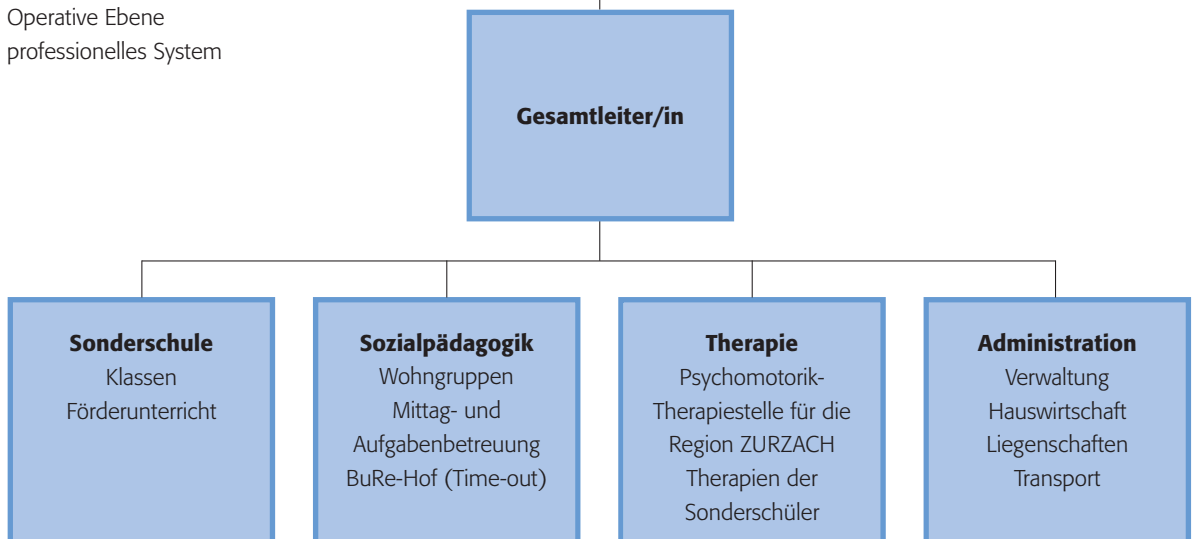 Operative Ebene
professionelles System
Gesamtleiter/in
Sonderschule
Klassen
Förderunterricht
Sozialpädagogik
Wohngruppen
Mittag- und
Aufgabenbetreuung
BuRe-Hof (Time-out)
Therapie
Psychomotorik-
Therapiestelle für die
Region ZURZACH
Therapien der
Sonderschüler
Administration
Verwaltung
Hauswirtschaft
Liegenschaften
Transport